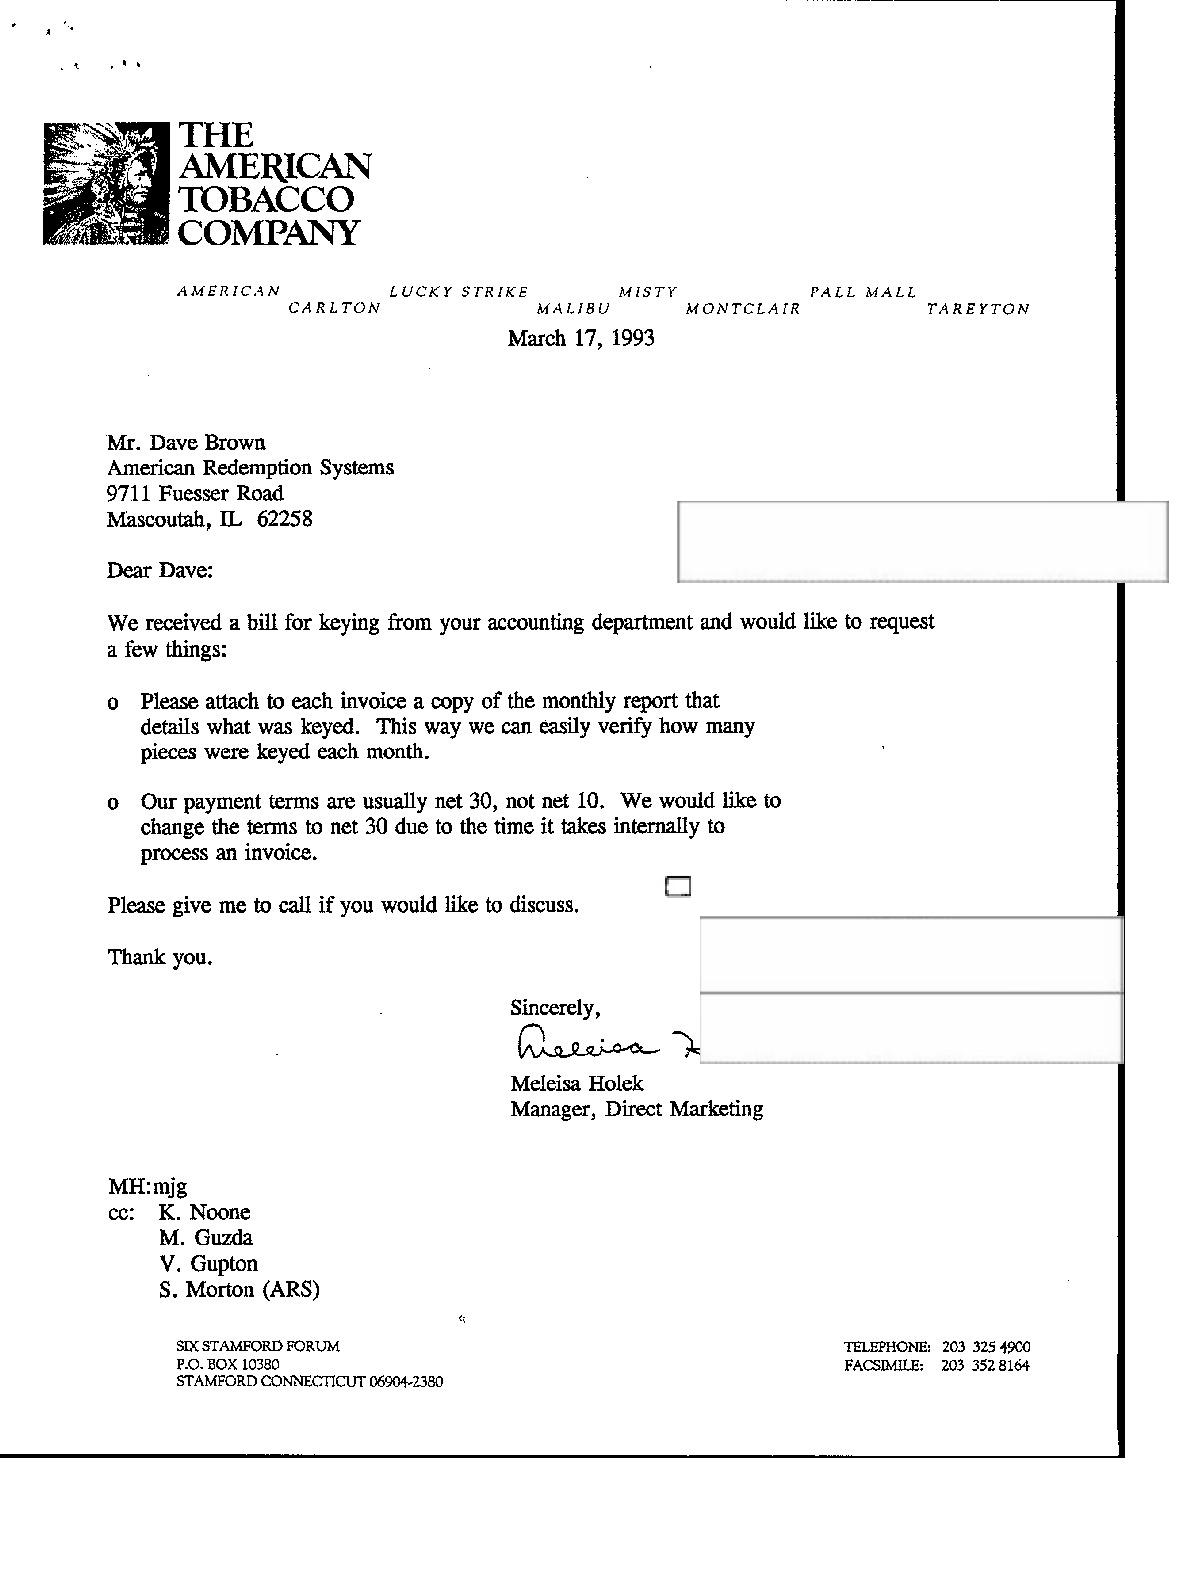 THE
AMERICAN
TOBACCO
COMPANY
AMERICAN LUCKY STRIKE MISTY PALL MALL
CARLTON MALIBU MONTCLAIR TAREYTON
March 17, 1993
Mr. Dave Brown
American Redemption Systems
9711 Fuesser Road
Mascoutah, IL 62258
Dear Dave:
We received a bill for keying from your accounting department and would like to request
a few things:
o Please attach to each invoice a copy of the monthly report that
details what was keyed. This way we can easily verify how many
pieces were keyed each month.
o Our payment terms are usually net 30, not net 10. We would like to
change the terms to net 30 due to the time it takes internally to
process an invoice.
Please give me to call if you would like to discuss.
Thank you.
Sincerely,
Meleisa
Meleisa Holek
Manager, Direct Marketing
MH:mjg
cc: K. Noone
M. Guzda
V. Gupton
S. Morton (ARS)
SIX STAMFORD FORUM
P.O. BOX 10380
STAMFORD CONNECTICUT 06904-2380
TELEPHONE: 203 325 4900
FACSIMILE: 203 352 8164